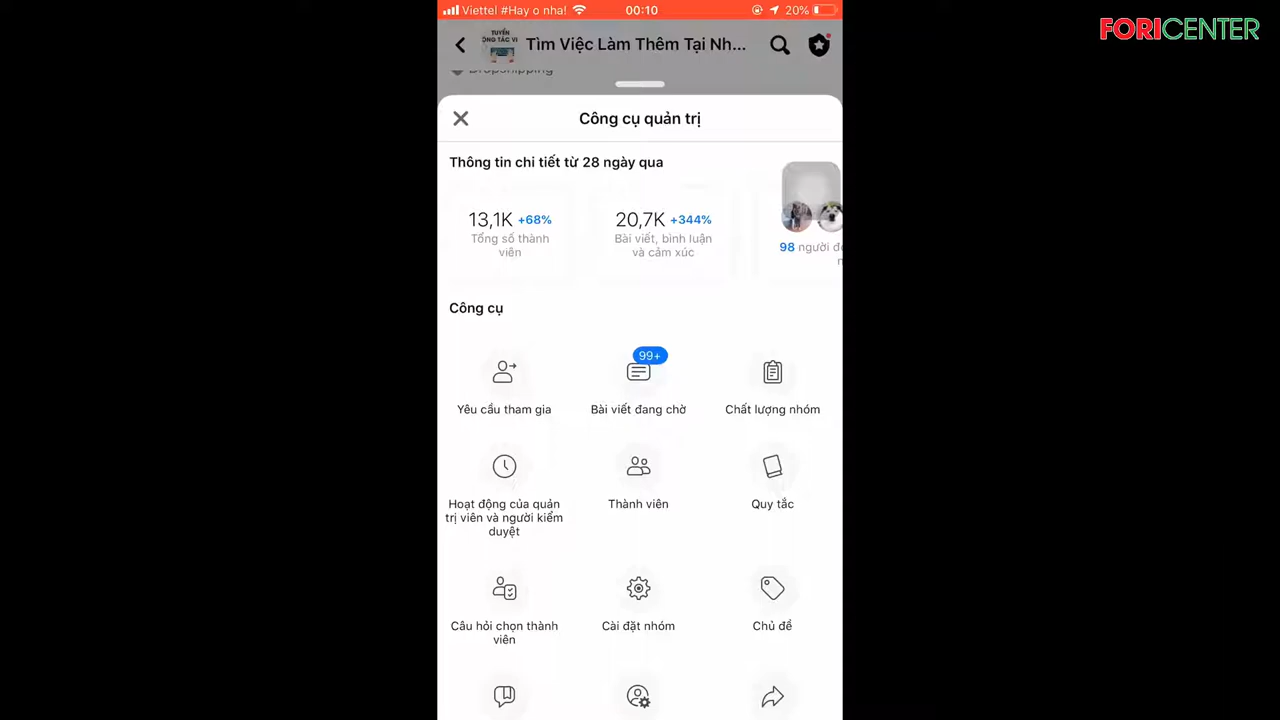 Viettel #Hay o nha!
00:10
20%
FORICENTER
TUYỂN
Tìm Việc Làm Thêm Tại Nh...
Dropshipping
Công cụ quản trị
Thông tin chi tiết từ 28 ngày qua
13,1K +68%
Tổng số thành
viên
20,7K +344%
Bài viết, bình luận
và cảm xúc
98 người
Công cụ
99+
Yêu cầu tham gia
Bài viết đang chờ
Chất lượng nhóm
Hoạt động của quản
trị viên và người kiểm
duyệt
Thành viên
Quy tắc
Câu hỏi chọn thành
viên
Cài đặt nhóm
Chủ đề